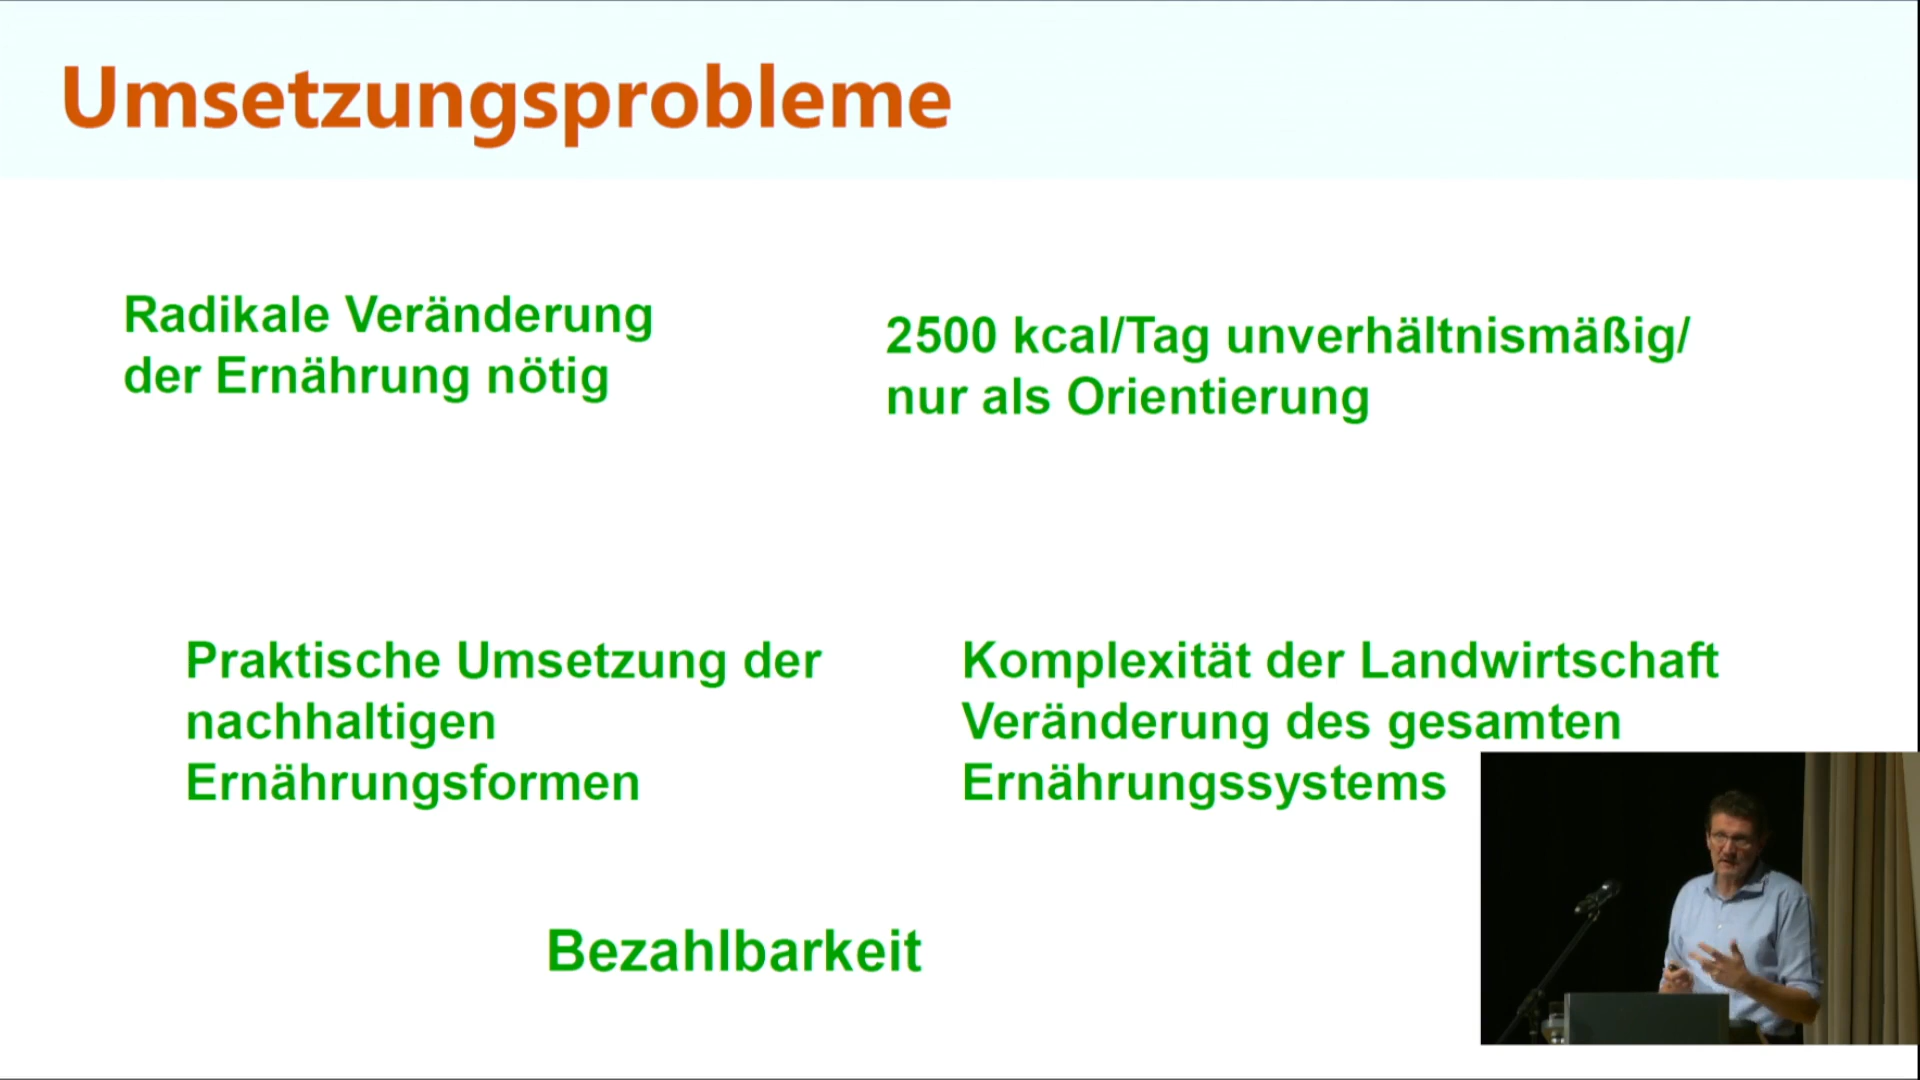 Umsetzungsprobleme
Radikale Veränderung
der Ernährung nötig
2500 kcal/Tag unverhältnismäßig/
nur als Orientierung
Praktische Umsetzung der
nachhaltigen
Ernährungsformen
Komplexität der Landwirtschaft
Veränderung des gesamten
Ernährungssystems
Bezahlbarkeit